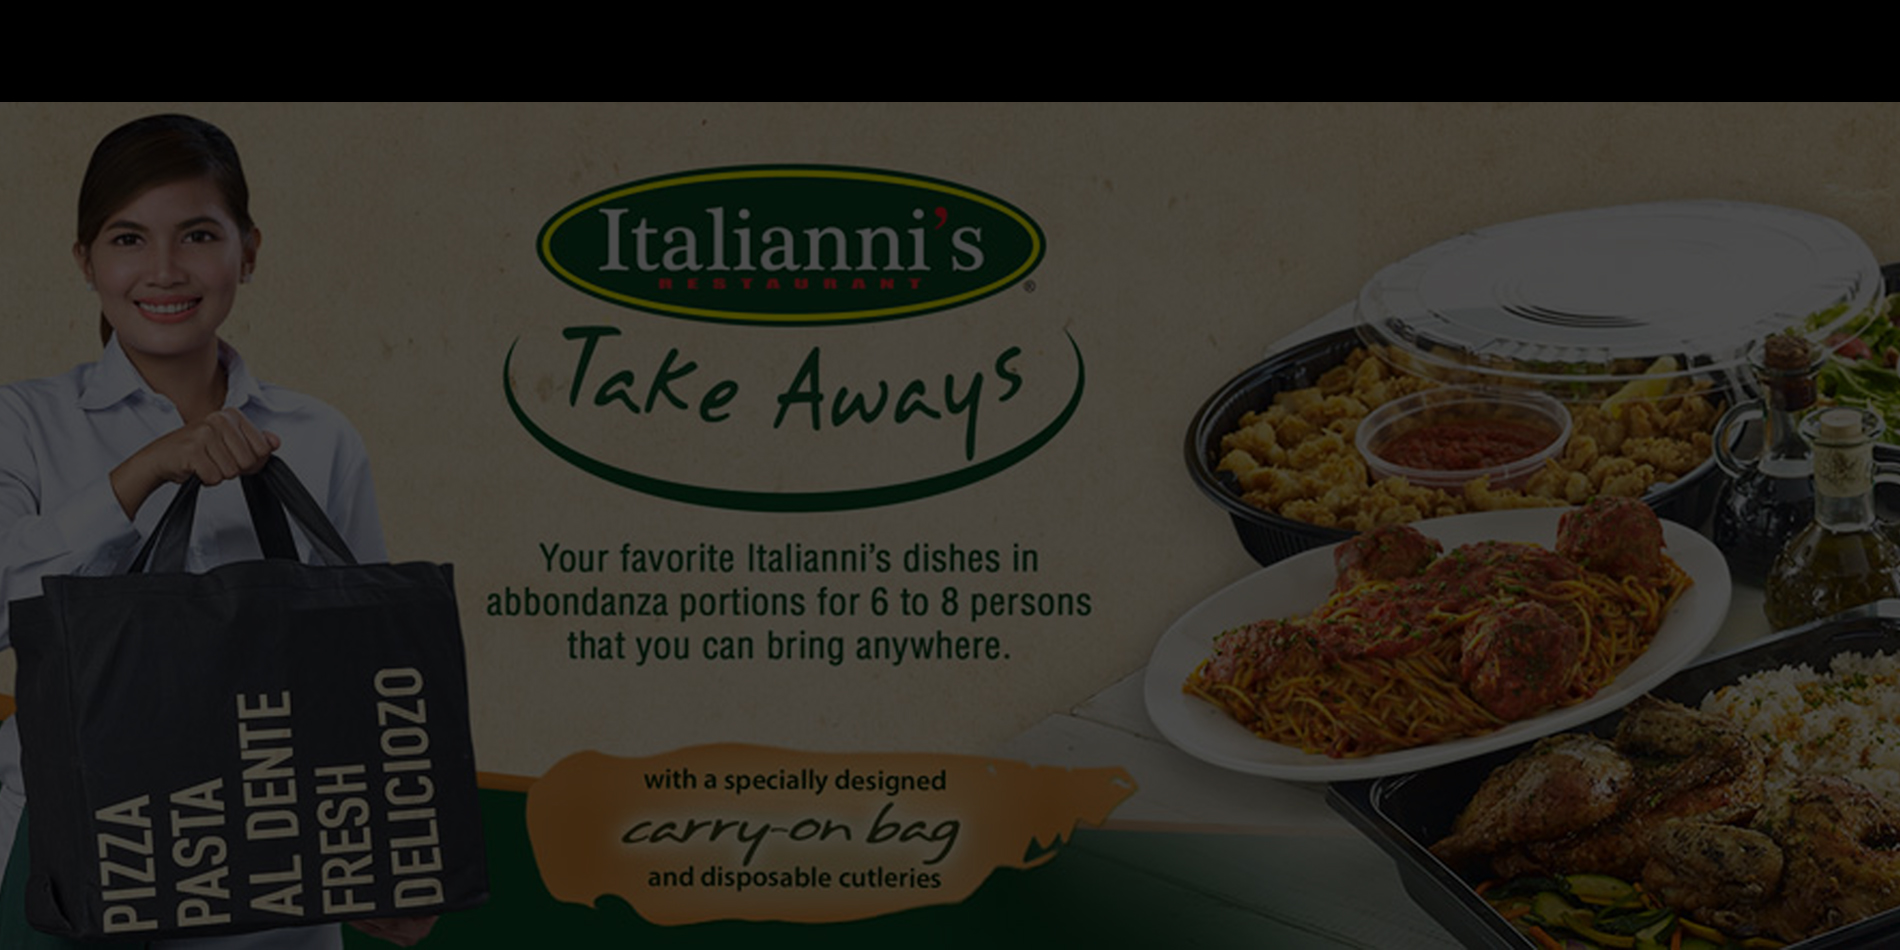 Italianni's
RESTAURANT
®
Take Aways
Your favorite Italianni's dishes in
abbondanza portions for 6 to 8 persons
that you can bring anywhere.
with a specially designed
carry-on bag
and disposable cutleries
PIZZA
PASTA
AL DENTE
FRESH
DELICIOZO